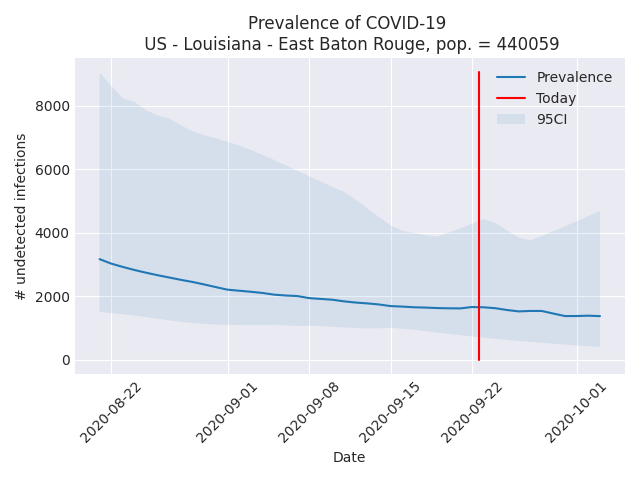 Prevalence of COVID-19
US - Louisiana - East Baton Rouge, pop. = 440059
Prevalence
Today
95CI
8000
6000
4000
2000
0
# undetected infections
2020-08-22
2020-09-01
2020-09-08
2020-09-15
2020-09-22
2020-10-01
Date